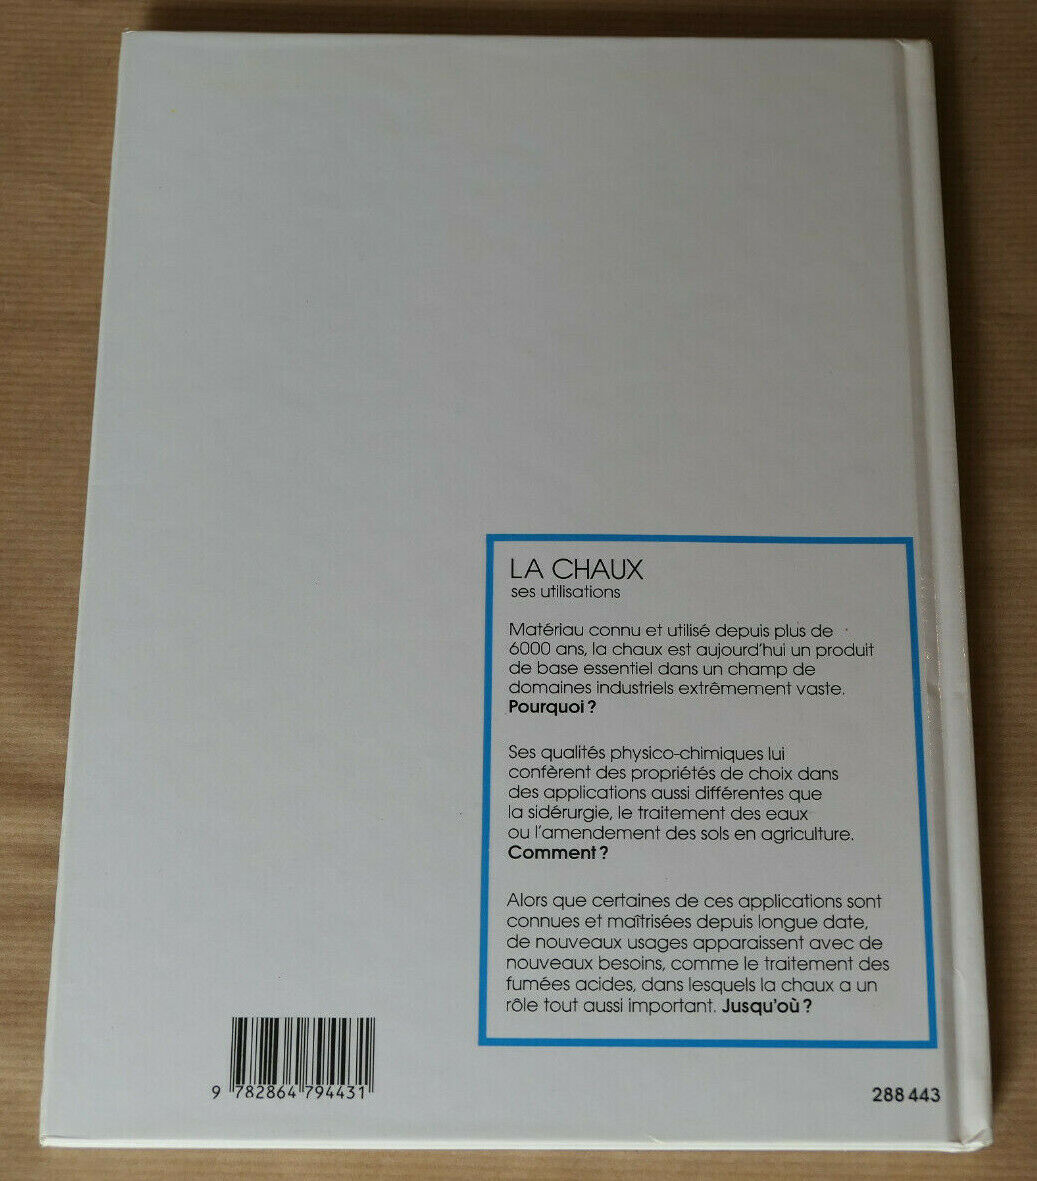 LA CHAUX
ses utilisations
Matériau connu et utilisé depuis plus de
6000 ans, la chaux est aujourd'hui un produit
de base essentiel dans un champ de
domaines industriels extrêmement vaste.
Pourquoi ?
Ses qualités physico-chimiques lui
confèrent des propriétés de choix dans
des applications aussi différentes que
la sidérurgie, le traitement des eaux
ou l'amendement des sols en agriculture.
Comment ?
Alors que certaines de ces applications sont
connues et maîtrisées depuis longue date,
de nouveaux usages apparaissent avec de
nouveaux besoins, comme le traitement des
fumées acides, dans lesquels la chaux a un
rôle tout aussi important. Jusqu'où ?
9 782864 794431
288 443